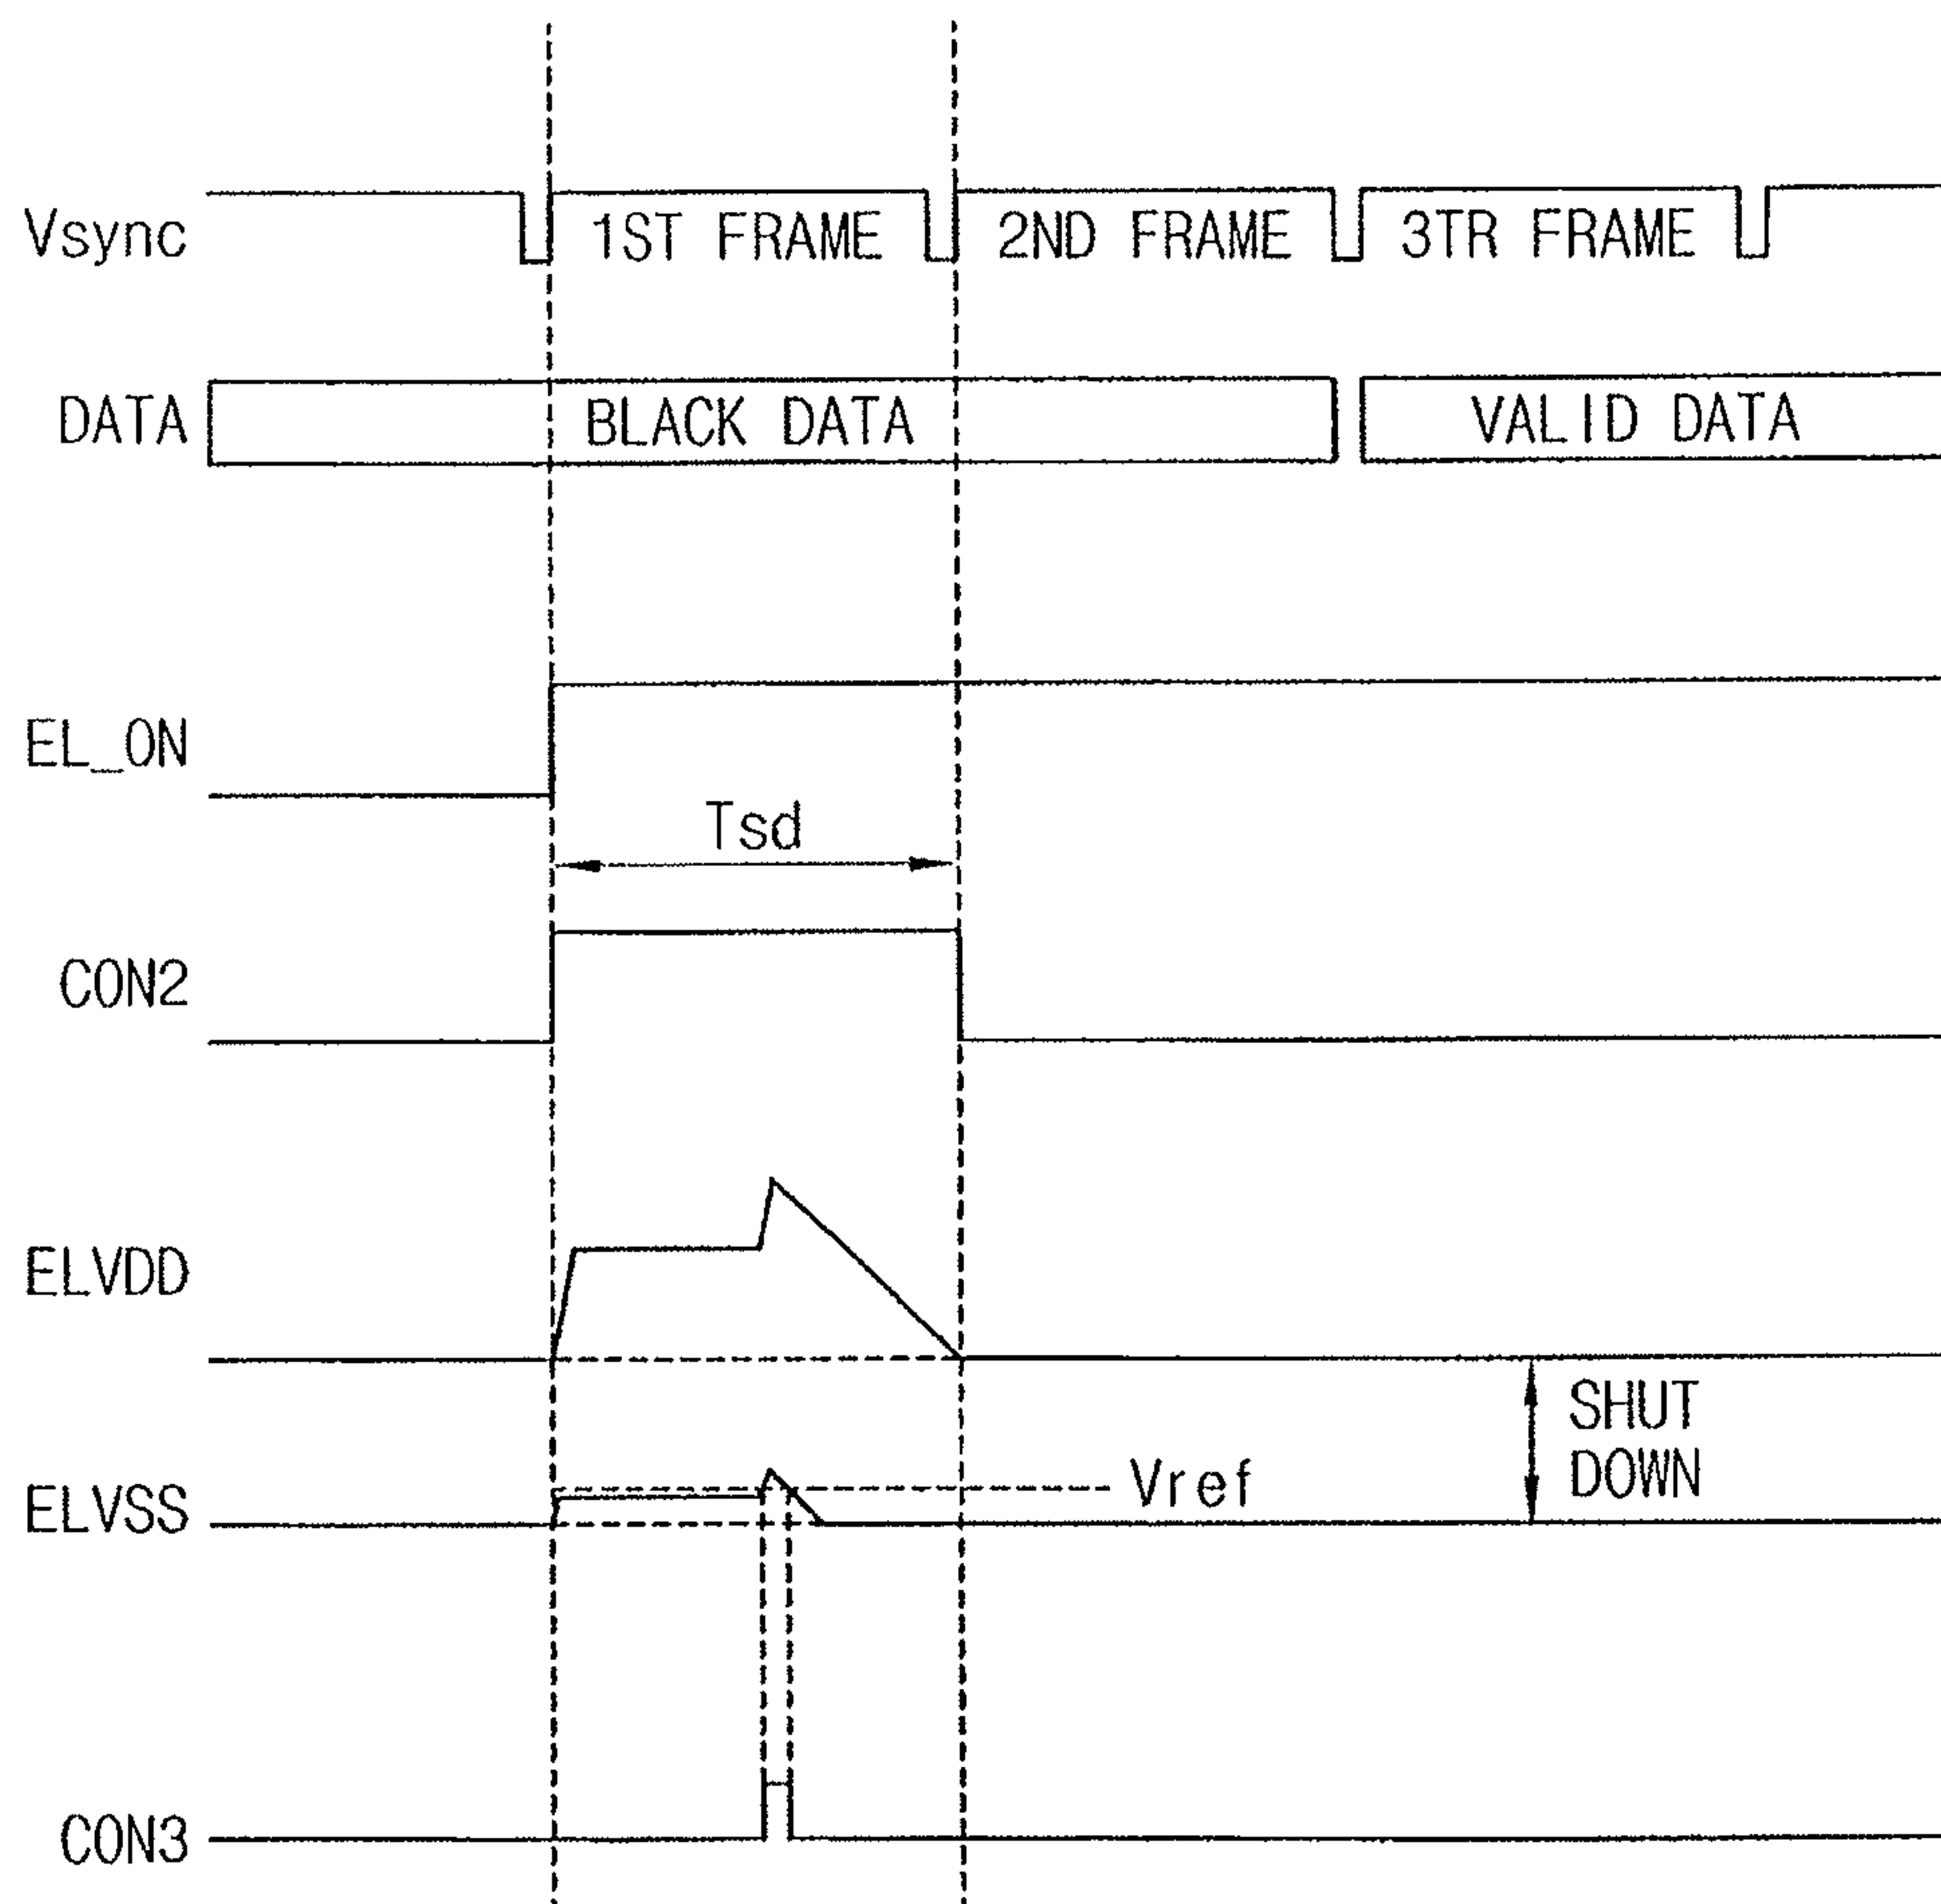 Vsync
1ST FRAME
2ND FRAME
3TR FRAME
DATA
BLACK DATA
VALID DATA
EL_ON
Tsd
CON2
ELVDD
SHUT
DOWN
ELVSS
Vref
CON3